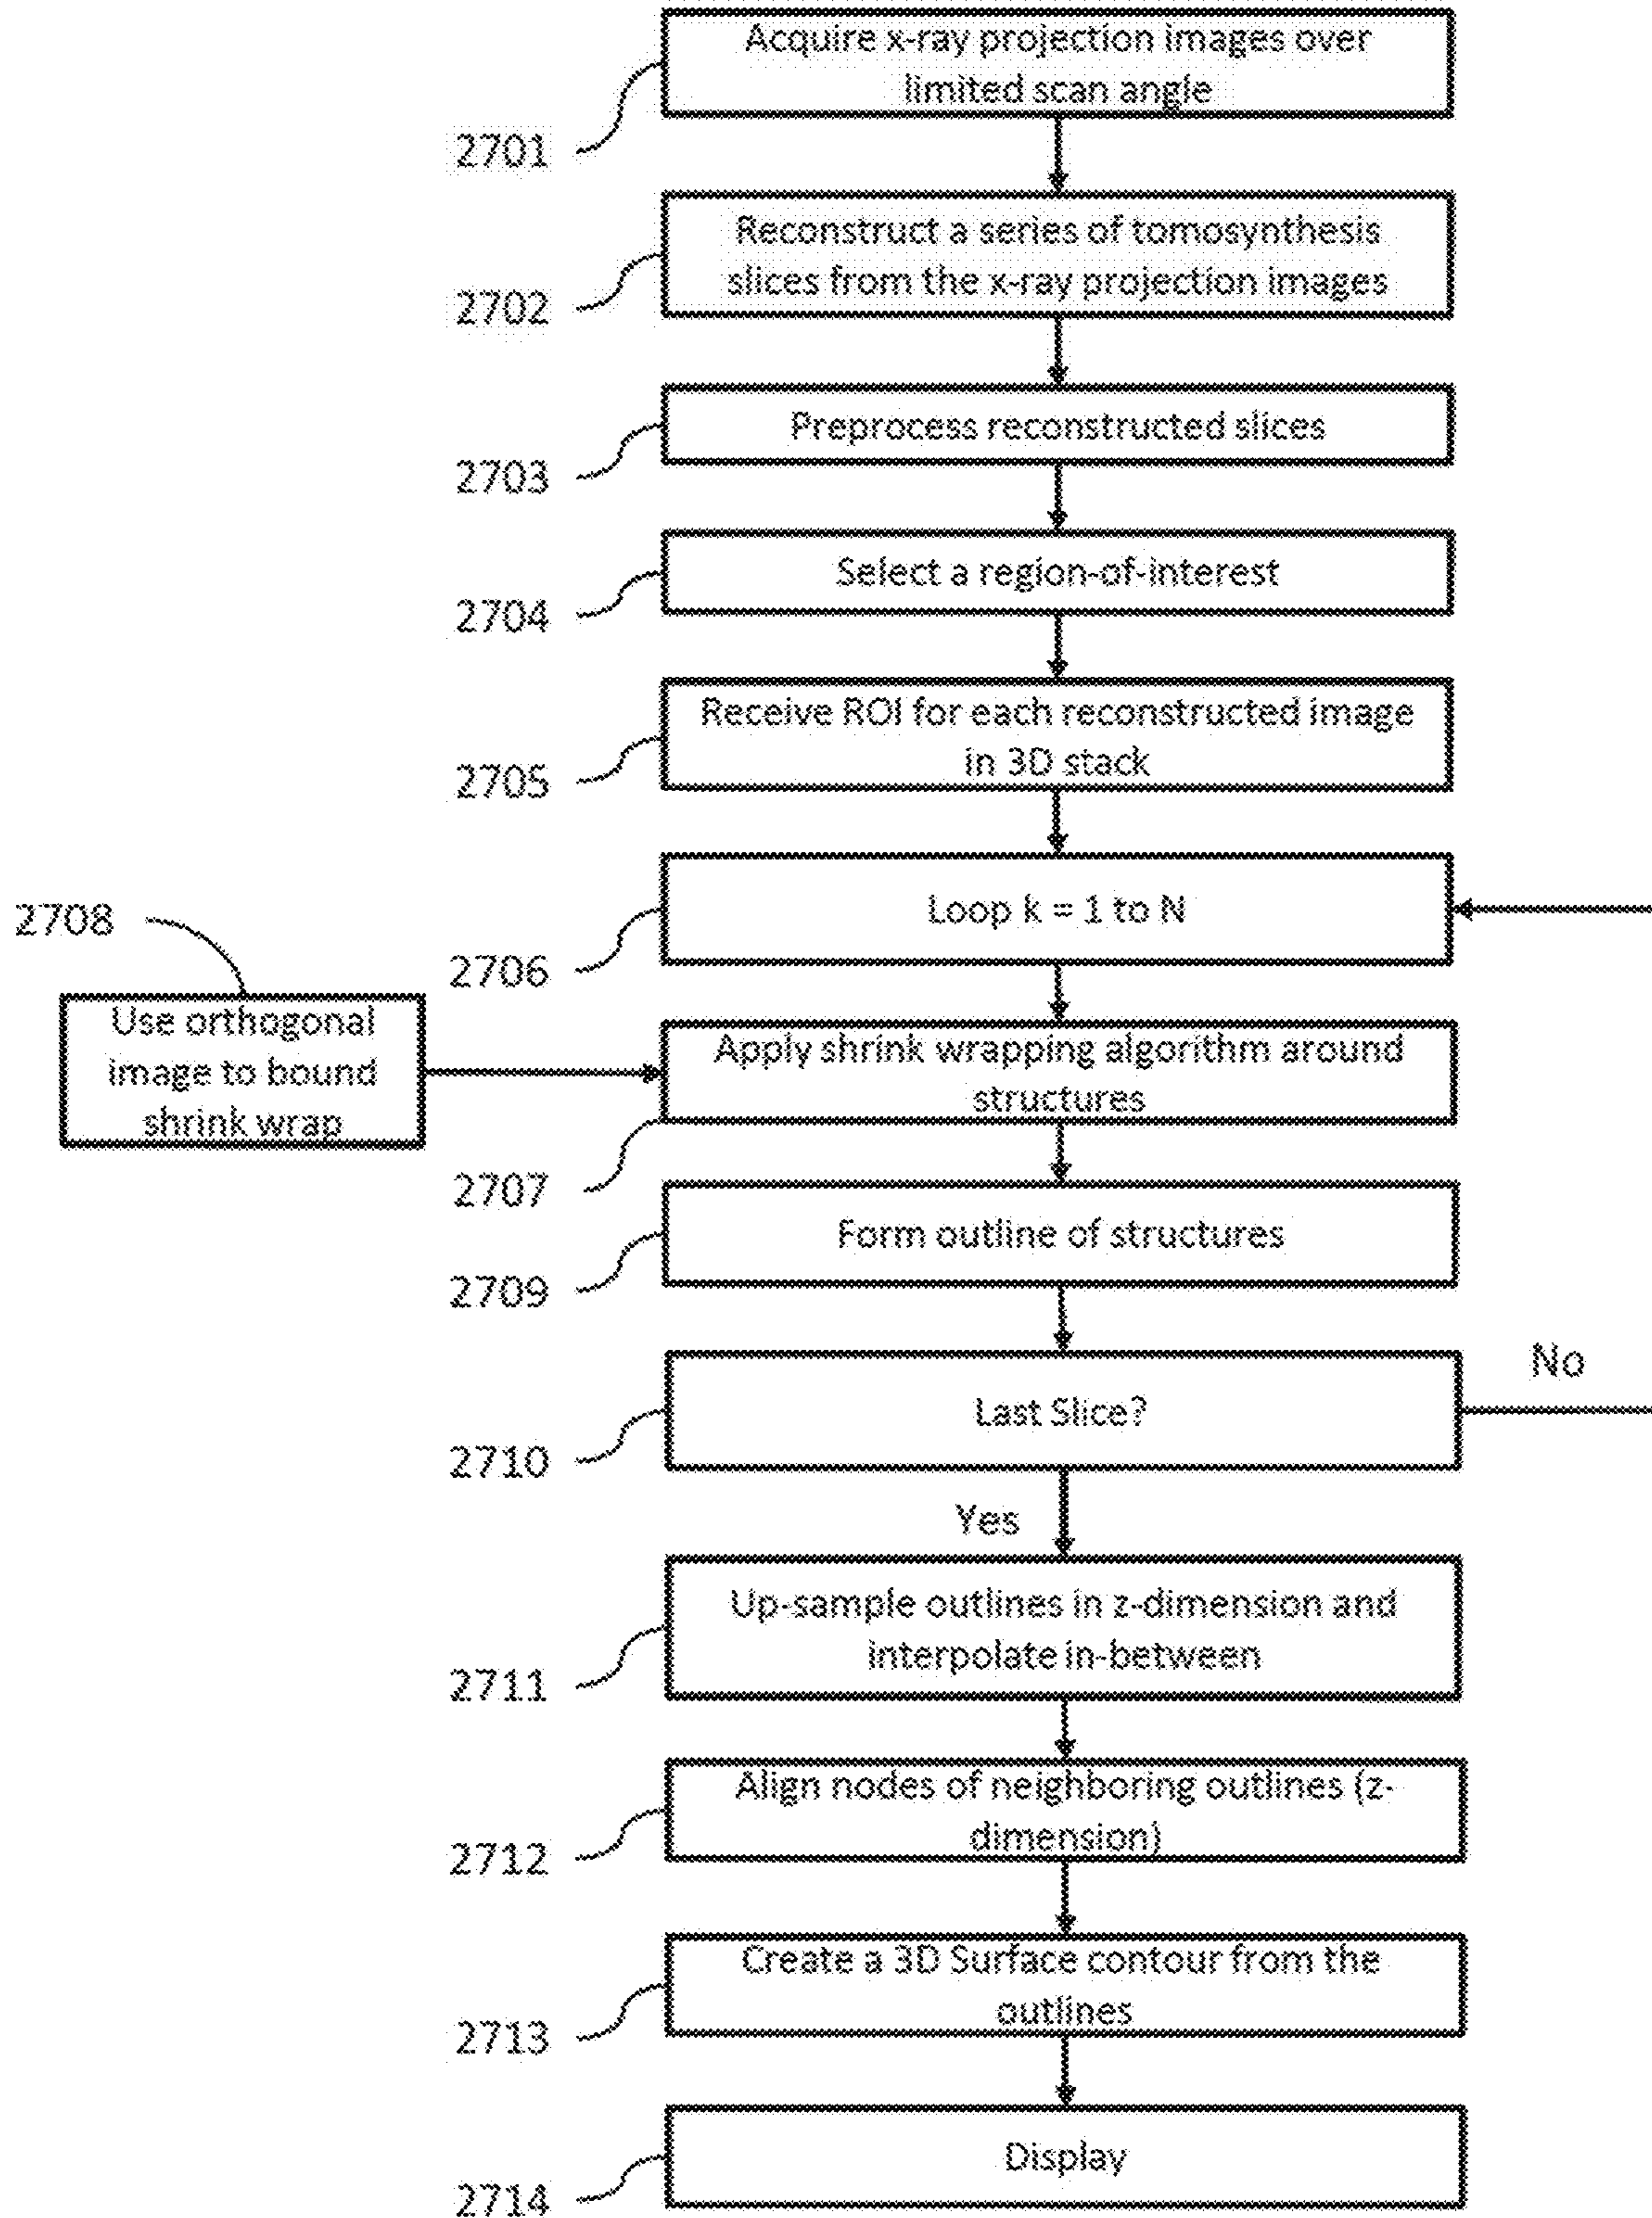 Acquire x-ray projection images over
limited scan angle
2701
Reconstruct a series of tomosynthesis
slices from the x-ray projection images
2702
Preprocess reconstructed slices
2703
Select a region-of-interest
2704
Receive ROI for each reconstructed image
in 3D stack
2705
Loop k = 1 to N
2706
2708
Use orthogonal
image to bound
shrink wrap
Apply shrink wrapping algorithm around
structures
2707
Form outline of structures
2709
Last Slice?
No
2710
Yes
Up-sample outlines in z-dimension and
interpolate in-between
2711
Align nodes of neighboring outlines (z-
dimension)
2712
Create a 3D Surface contour from the
outlines
2713
Display
2714